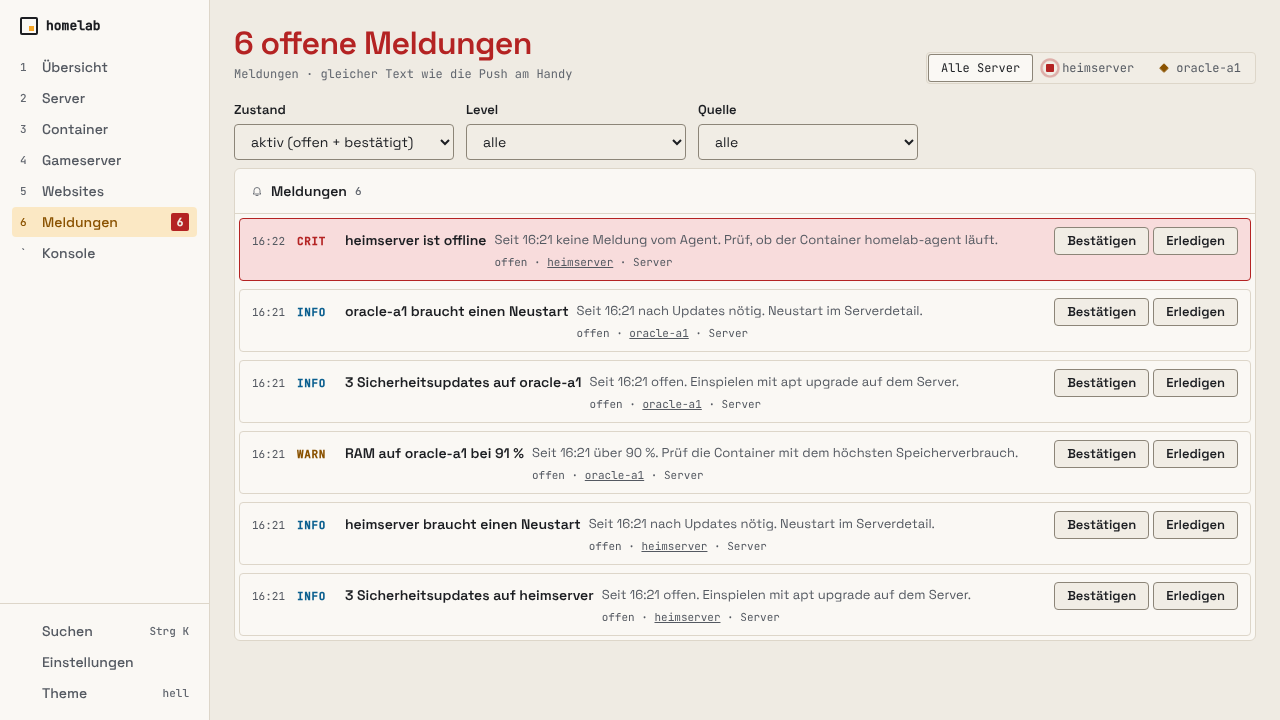 homelab
1 Übersicht
2 Server
3 Container
4 Gameserver
5 Websites
6 Meldungen 6
` Konsole
Suchen Strg K
Einstellungen
Theme hell
6 offene Meldungen
Meldungen · gleicher Text wie die Push am Handy
Alle Server heimserver oracle-a1
Zustand Level Quelle
aktiv (offen + bestätigt) alle alle
Meldungen 6
16:22 CRIT heimserver ist offline Seit 16:21 keine Meldung vom Agent. Prüf, ob der Container homelab-agent läuft. Bestätigen Erledigen
offen · heimserver · Server
16:21 INFO oracle-a1 braucht einen Neustart Seit 16:21 nach Updates nötig. Neustart im Serverdetail. Bestätigen Erledigen
offen · oracle-a1 · Server
16:21 INFO 3 Sicherheitsupdates auf oracle-a1 Seit 16:21 offen. Einspielen mit apt upgrade auf dem Server. Bestätigen Erledigen
offen · oracle-a1 · Server
16:21 WARN RAM auf oracle-a1 bei 91 % Seit 16:21 über 90 %. Prüf die Container mit dem höchsten Speicherverbrauch. Bestätigen Erledigen
offen · oracle-a1 · Server
16:21 INFO heimserver braucht einen Neustart Seit 16:21 nach Updates nötig. Neustart im Serverdetail. Bestätigen Erledigen
offen · heimserver · Server
16:21 INFO 3 Sicherheitsupdates auf heimserver Seit 16:21 offen. Einspielen mit apt upgrade auf dem Server. Bestätigen Erledigen
offen · heimserver · Server